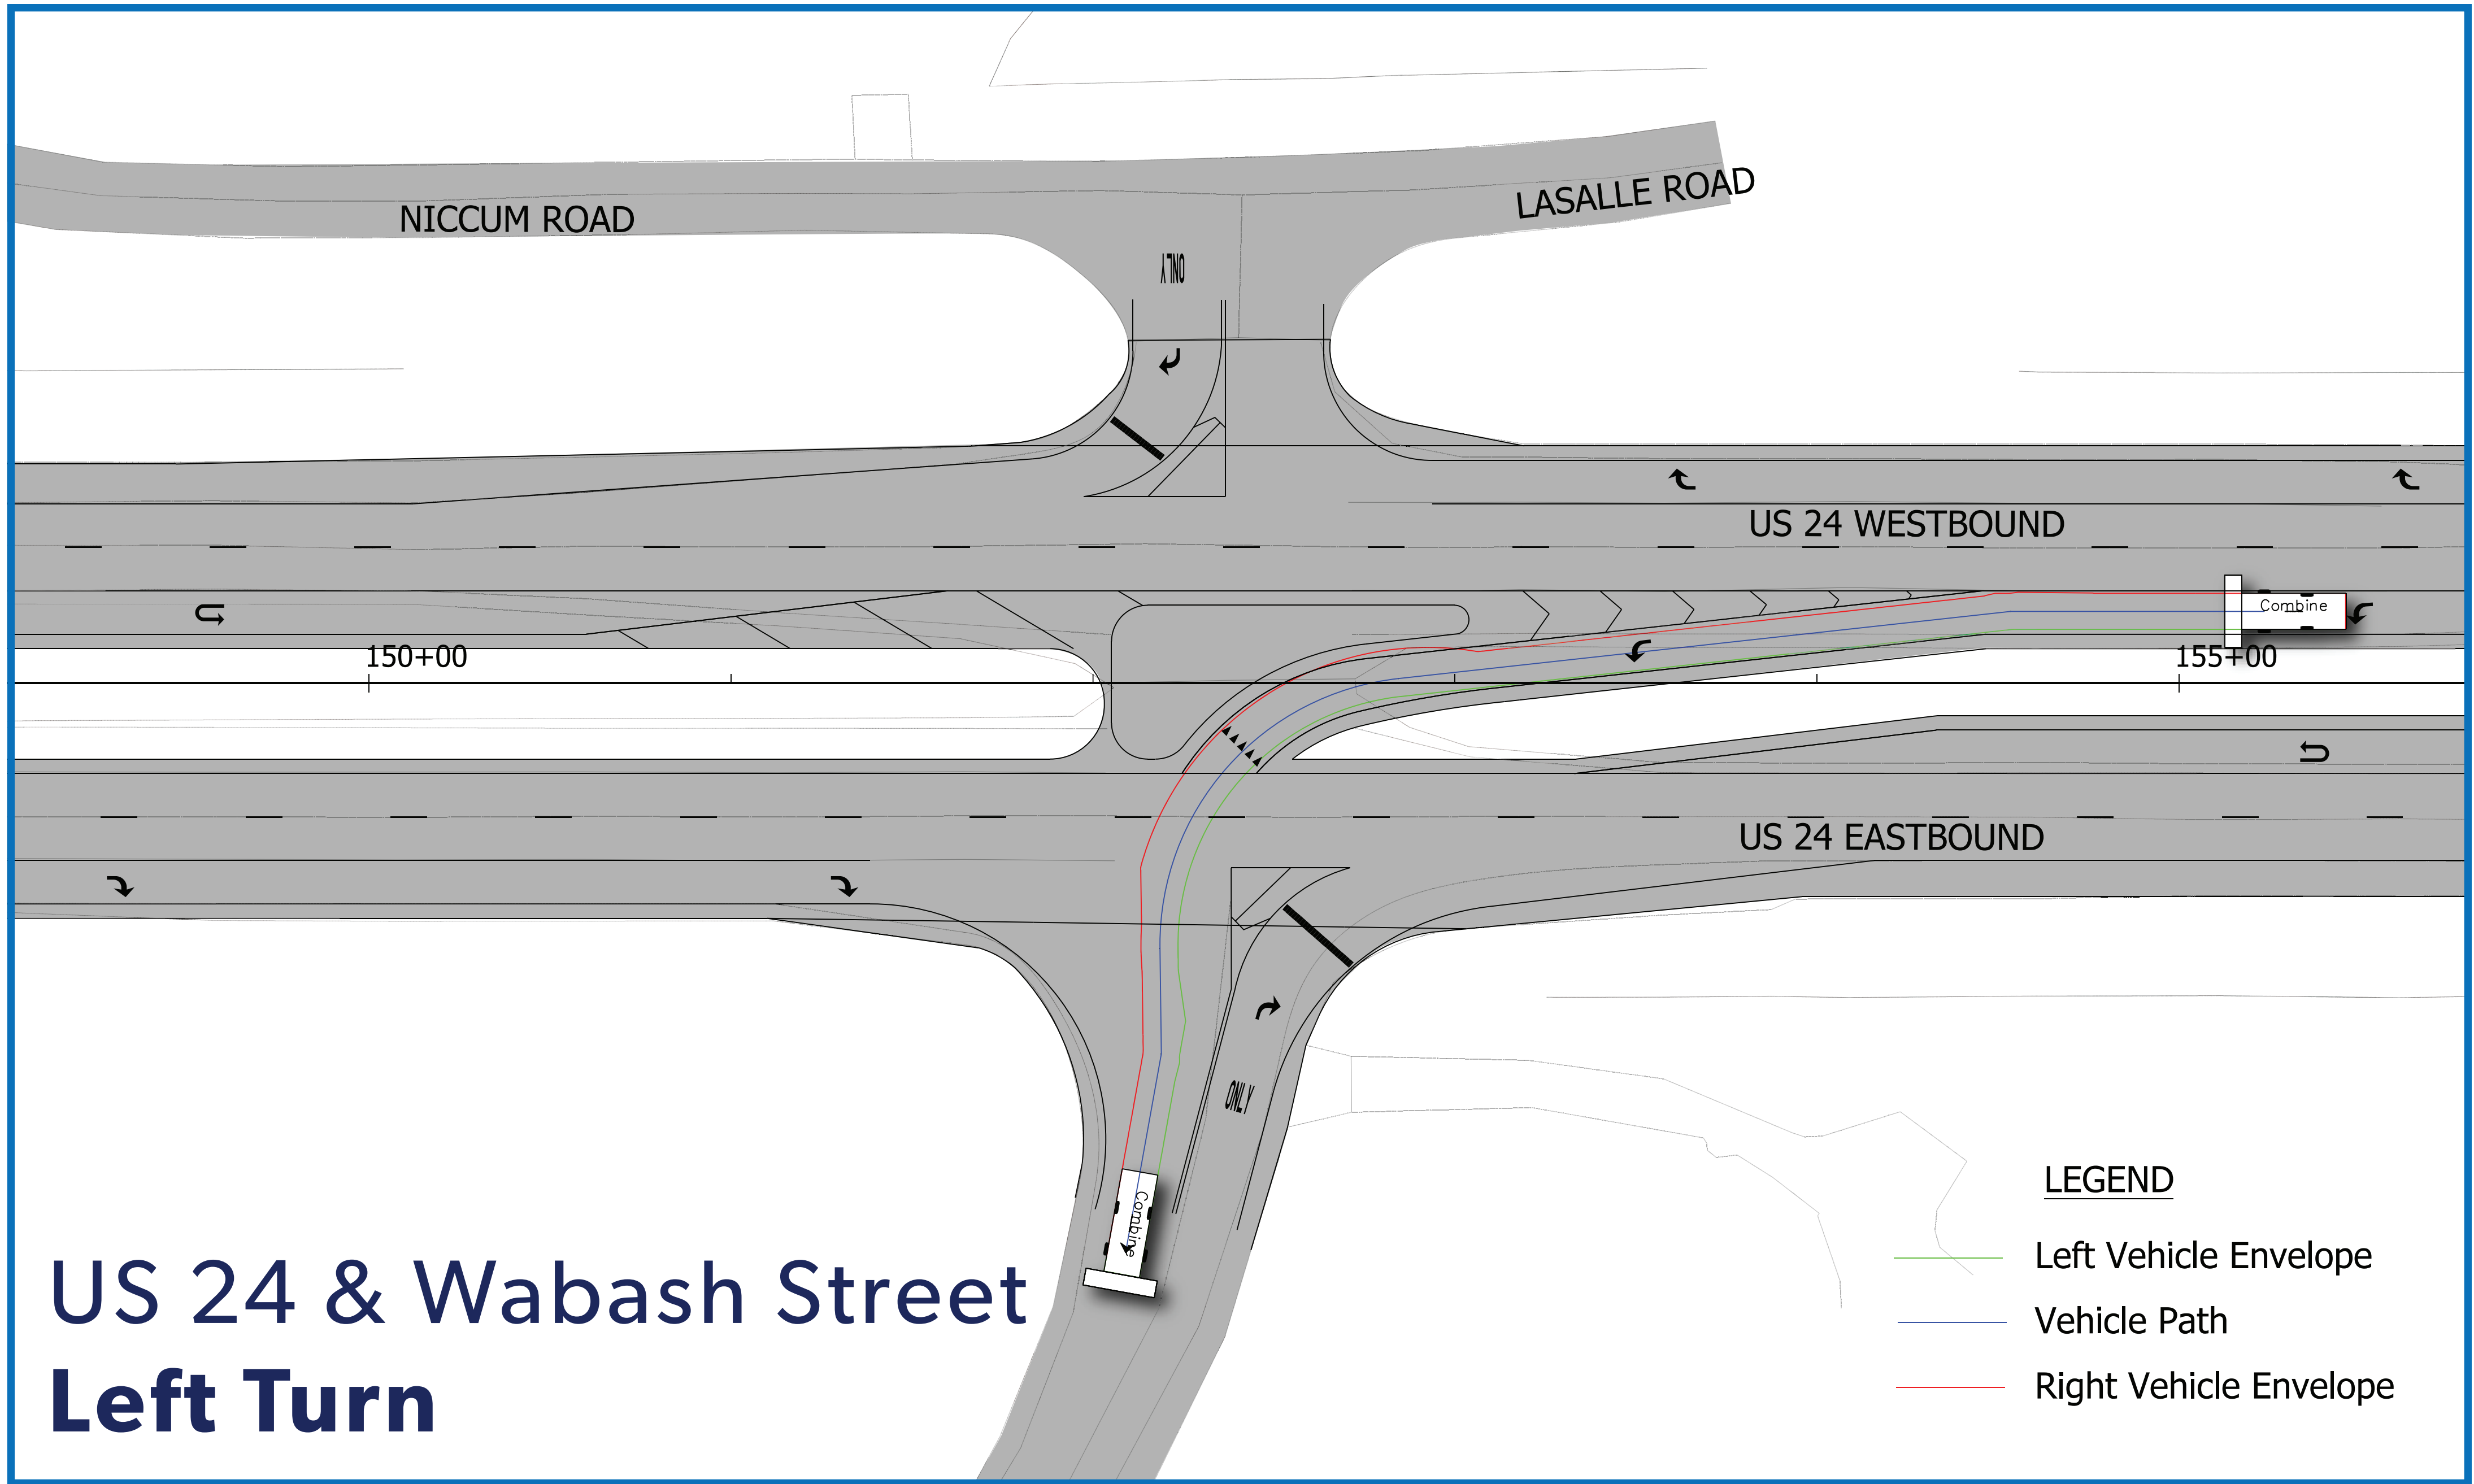 NICCUM ROAD
LASALLE ROAD
ONLY
US 24 WESTBOUND
Combine
150+00
155+00
US 24 EASTBOUND
ONLY
Combine
LEGEND
Left Vehicle Envelope
Vehicle Path
Right Vehicle Envelope
US 24 & Wabash Street
Left Turn